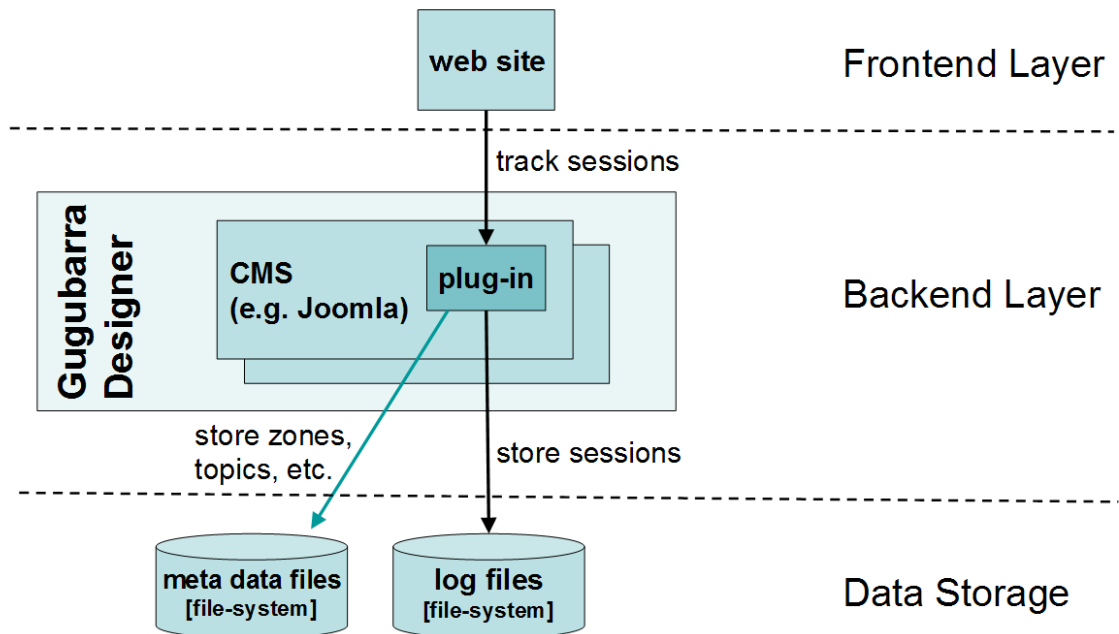 web site
Frontend Layer
track sessions
Gugubarra
Designer
CMS
(e.g. Joomla)
plug-in
Backend Layer
store zones,
topics, etc.
store sessions
meta data files
[file-system]
log files
[file-system]
Data Storage